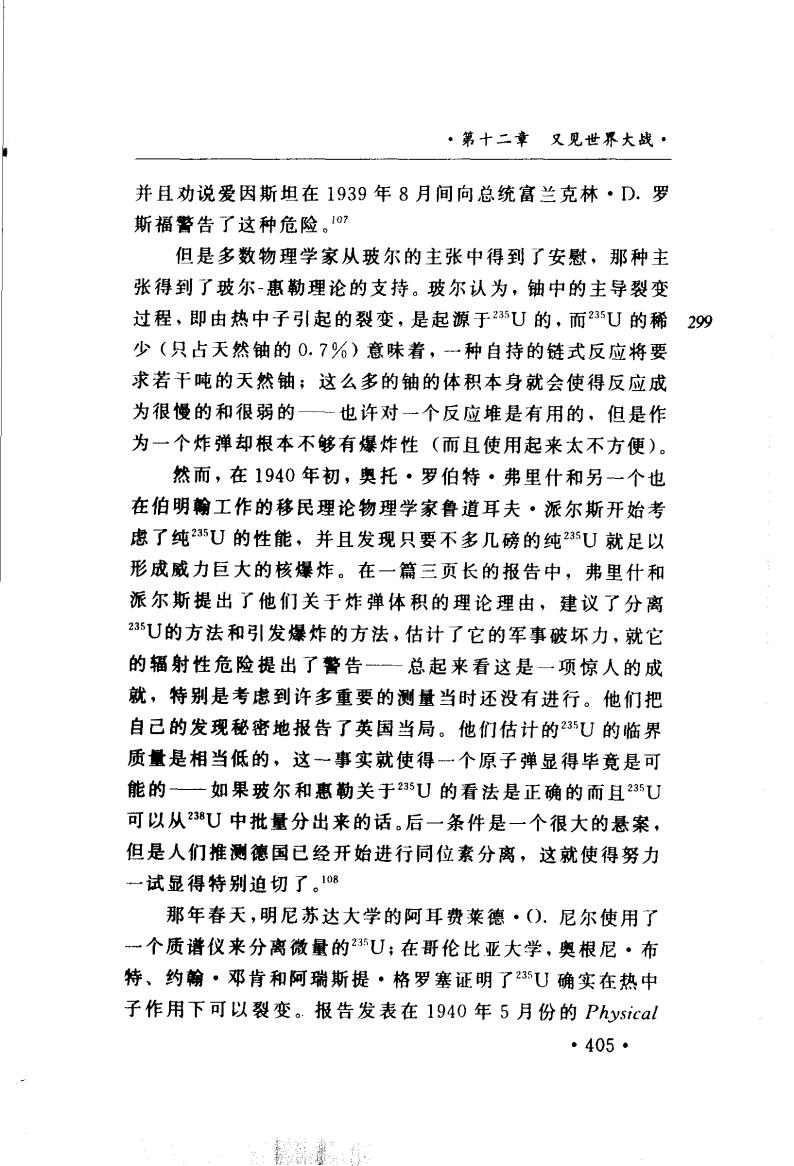 ·第十二章 又见世界大战·
并且劝说爱因斯坦在1939年8月间向总统富兰克林·D. 罗
斯福警告了这种危险。¹⁰⁷
但是多数物理学家从玻尔的主张中得到了安慰，那种主
张得到了玻尔-惠勒理论的支持。玻尔认为，铀中的主导裂变
过程，即由热中子引起的裂变，是起源于²³⁵U的，而²³⁵U的稀
299
少（只占天然铀的0.7%）意味着，一种自持的链式反应将要
求若干吨的天然铀；这么多的铀的体积本身就会使得反应成
为很慢的和很弱的——也许对一个反应堆是有用的，但是作
为一个炸弹却根本不够有爆炸性（而且使用起来太不方便）。
然而，在1940年初，奥托·罗伯特·弗里什和另一个也
在伯明翰工作的移民理论物理学家鲁道耳夫·派尔斯开始考
虑了纯²³⁵U的性能，并且发现只要不多几磅的纯²³⁵U就足以
形成威力巨大的核爆炸。在一篇三页长的报告中，弗里什和
派尔斯提出了他们关于炸弹体积的理论理由，建议了分离
²³⁵U的方法和引发爆炸的方法，估计了它的军事破坏力，就它
的辐射性危险提出了警告——总起来看这是一项惊人的成
就，特别是考虑到许多重要的测量当时还没有进行。他们把
自己的发现秘密地报告了英国当局。他们估计的²³⁵U的临界
质量是相当低的，这一事实就使得一个原子弹显得毕竟是可
能的——如果玻尔和惠勒关于²³⁵U的看法是正确的而且²³⁵U
可以从²³⁸U中批量分出来的话。后一条件是一个很大的悬案，
但是人们推测德国已经开始进行同位素分离，这就使得努力
一试显得特别迫切了。¹⁰⁸
那年春天，明尼苏达大学的阿耳费莱德·O. 尼尔使用了
一个质谱仪来分离微量的²³⁵U；在哥伦比亚大学，奥根尼·布
特、约翰·邓肯和阿瑞斯提·格罗塞证明了²³⁵U确实在热中
子作用下可以裂变。报告发表在1940年5月份的 Physical
·405·